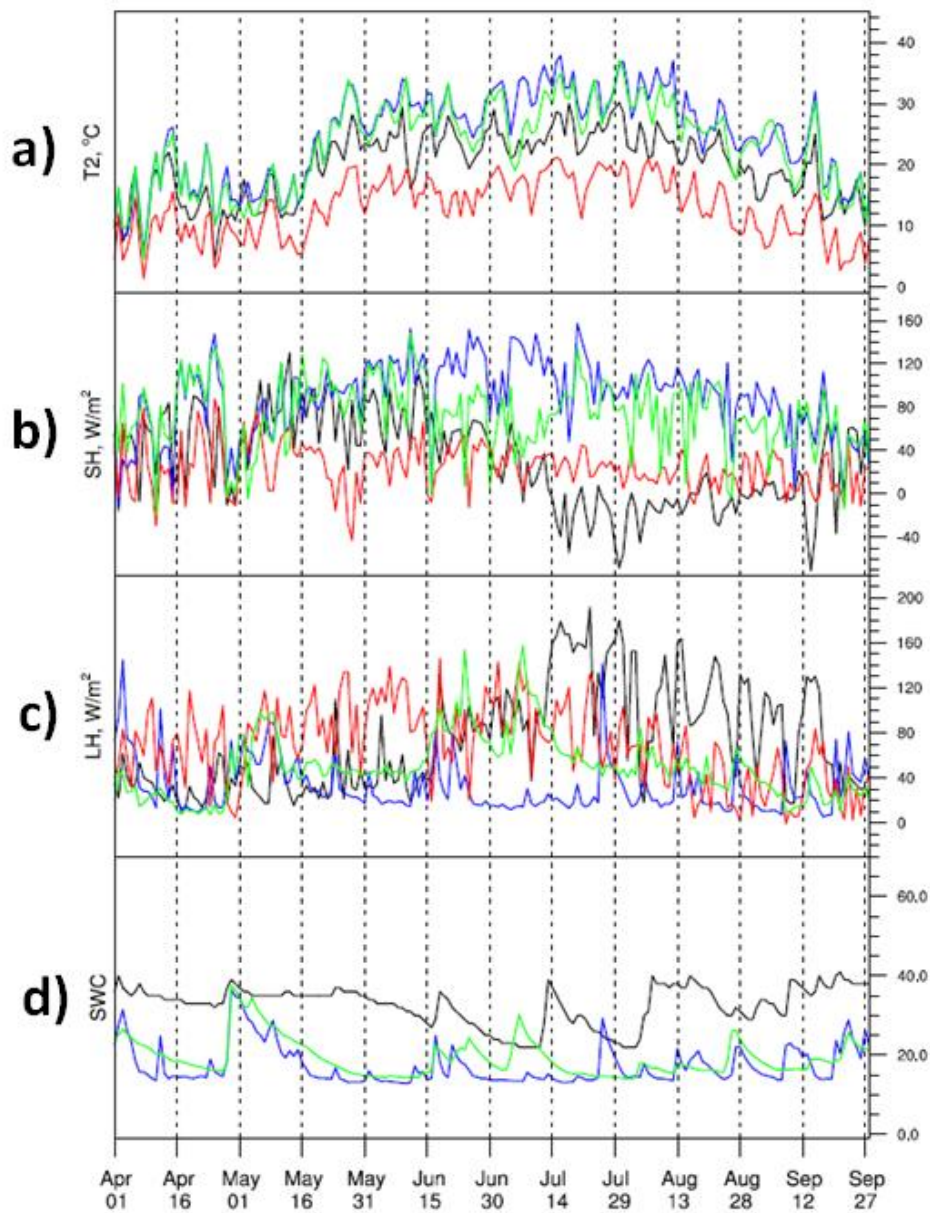 a)
T2, °C
40
30
20
10
0
b)
SH, W/m²
160
120
80
40
0
-40
c)
LH, W/m²
200
160
120
80
40
0
d)
SWC
60.0
40.0
20.0
0.0
Apr Apr May May May Jun Jun Jul Jul Aug Aug Sep Sep
01 16 01 16 31 15 30 14 29 13 28 12 27